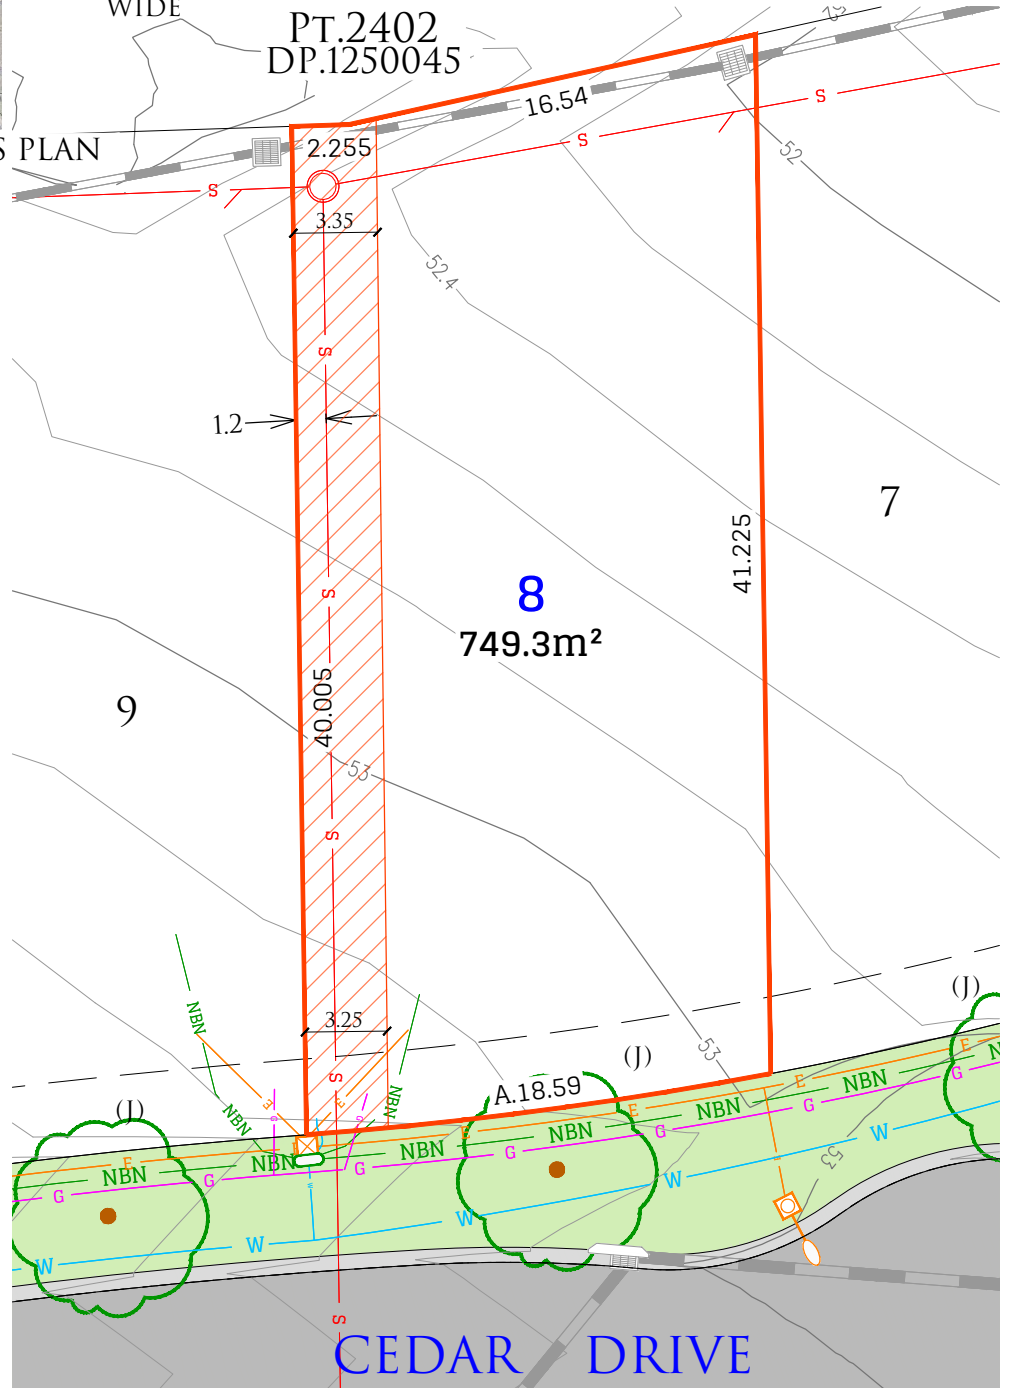 WIDE
PT.2402
DP.1250045
S PLAN
16.54
2.255
S
S
S
3.35
52
52.4
S
1.2
7
41.225
8
749.3m²
S
9
40.005
53
S
3.25
(J)
(J)
(J)
53
A.18.59
NBN
NBN
NBN
E
E
G
G
S
E
E
E
E
NBN
NBN
NBN
NBN
NBN
NBN
N
G
G
G
G
G
G
W
W
W
W
W
53
S
CEDAR DRIVE